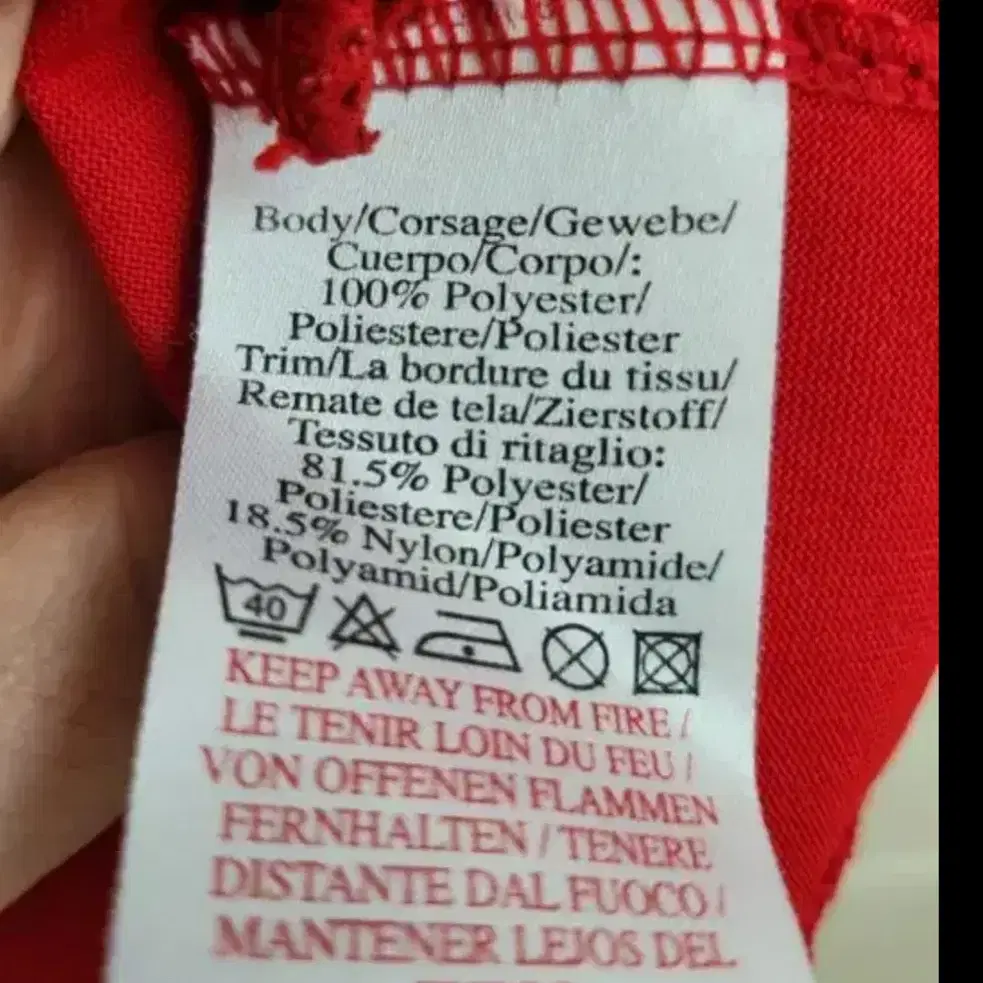 Body/Corsage/Gewebe/
Cuerpo/Corpo/:
100% Polyester/
Poliestere/Poliester
Trim/La bordure du tissu/
Remate de tela/Zierstoff/
Tessuto di ritaglio:
81.5% Polyester/
Poliestere/Poliester
18.5% Nylon/Polyamide/
Polyamid/Poliamida
40
KEEP AWAY FROM FIRE /
LE TENIR LOIN DU FEU /
VON OFFENEN FLAMMEN
FERNHALTEN / TENERE
DISTANTE DAL FUOCO /
MANTENER LEJOS DEL